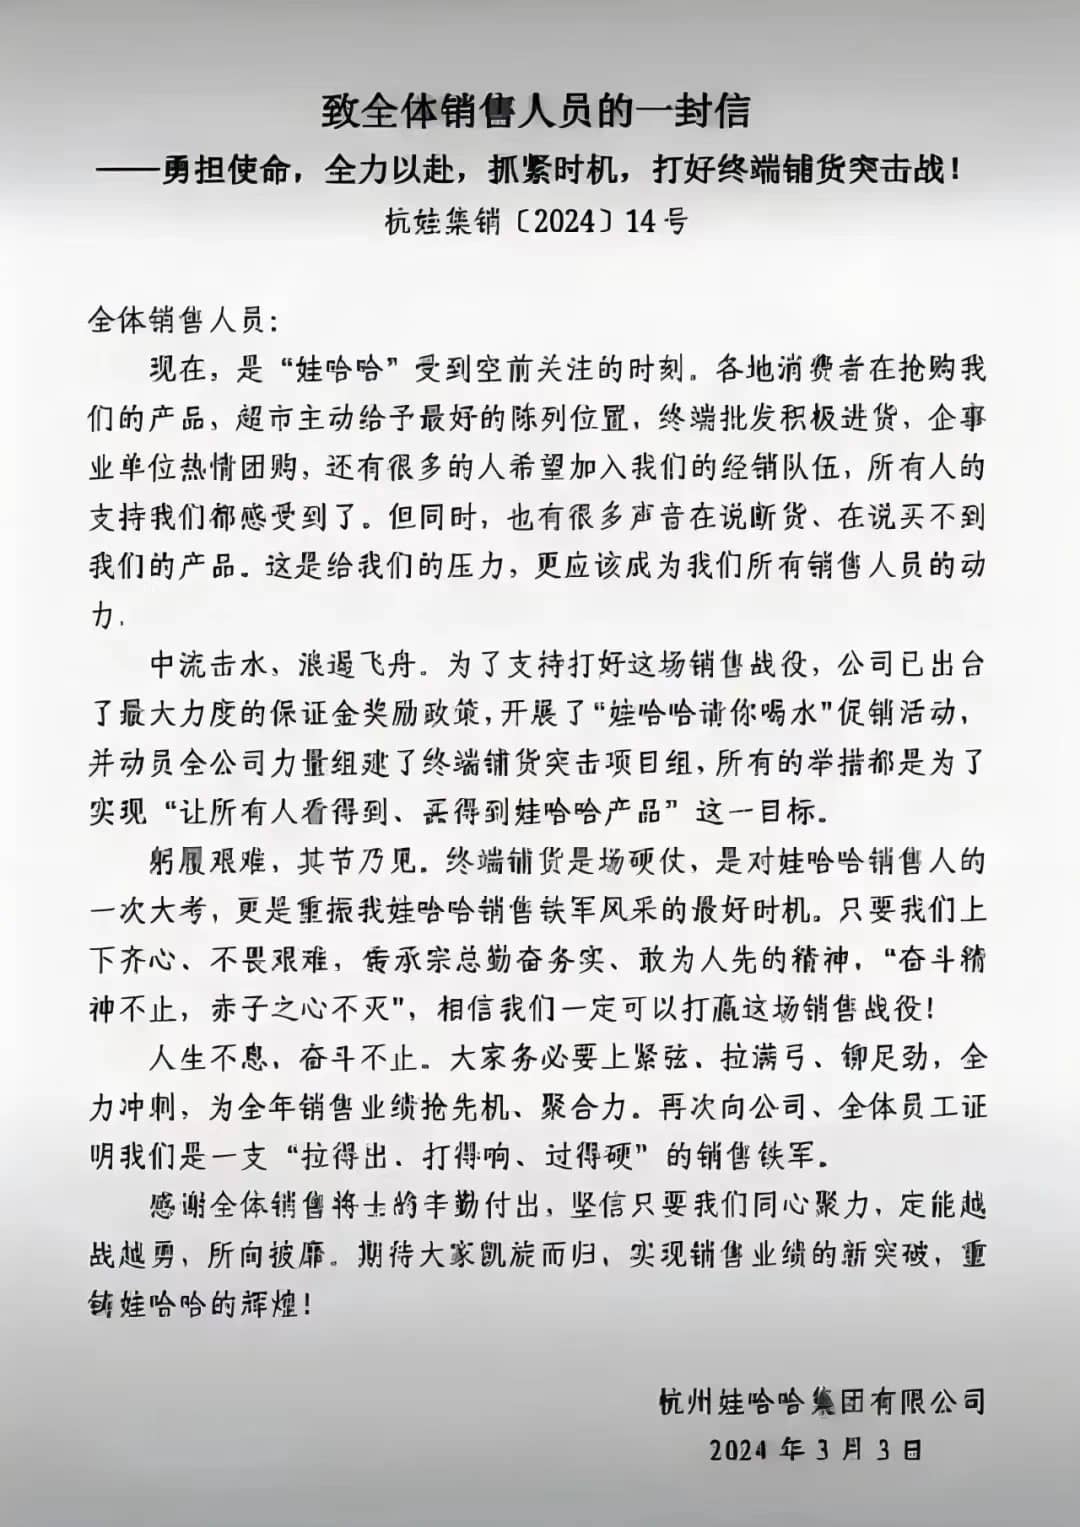 致全体销售人员的一封信
——勇担使命，全力以赴，抓紧时机，打好终端铺货突击战！
杭娃集销〔2024〕14号
全体销售人员：
现在，是“娃哈哈”受到空前关注的时刻。各地消费者在抢购我
们的产品，超市主动给予最好的陈列位置，终端批发积极进货，企事
业单位热情团购，还有很多的人希望加入我们的经销队伍，所有人的
支持我们都感受到了。但同时，也有很多声音在说断货、在说买不到
我们的产品。这是给我们的压力，更应该成为我们所有销售人员的动
力．
中流击水、浪遏飞舟。为了支持打好这场销售战役，公司已出台
了最大力度的保证金奖励政策，开展了“娃哈哈请你喝水”促销活动，
并动员全公司力量组建了终端铺货突击项目组，所有的举措都是为了
实现“让所有人看得到、买得到娃哈哈产品”这一目标。
躬履艰难，其节乃见。终端铺货是场硬仗，是对娃哈哈销售人的
一次大考，更是重振我娃哈哈销售铁军风采的最好时机。只要我们上
下齐心、不畏艰难，传承宗总勤奋务实、敢为人先的精神，“奋斗精
神不止，赤子之心不灭”，相信我们一定可以打赢这场销售战役！
人生不息，奋斗不止。大家务必要上紧弦、拉满弓、铆足劲，全
力冲刺，为全年销售业绩抢先机、聚合力。再次向公司、全体员工证
明我们是一支“拉得出、打得响、过得硬”的销售铁军。
感谢全体销售将士的辛勤付出，坚信只要我们同心聚力，定能越
战越勇，所向披靡。期待大家凯旋而归，实现销售业绩的新突破，重
铸娃哈哈的辉煌！
杭州娃哈哈集团有限公司
2024年3月3日